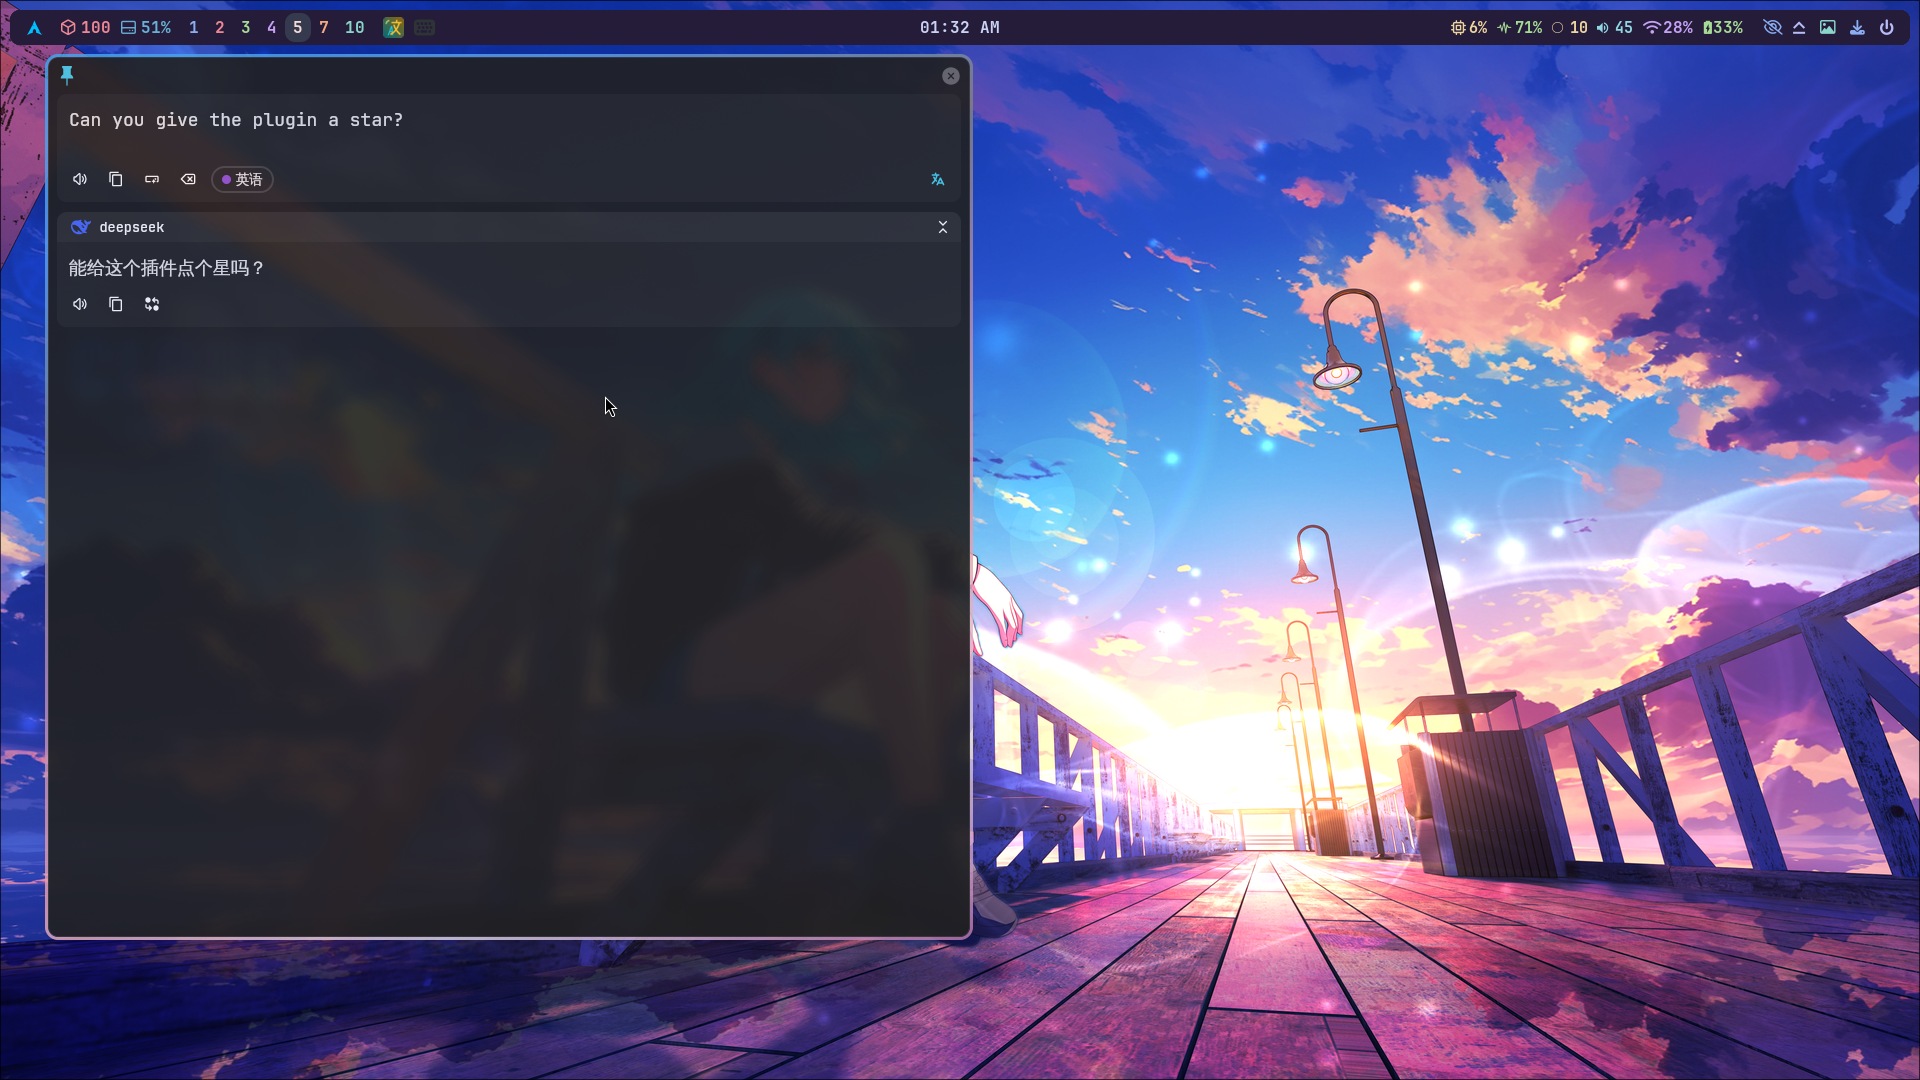 100 51% 1 2 3 4 5 7 10 文 01:32 AM 6% 71% 10 45 28% 33%
Can you give the plugin a star?
英语
deepseek
能给这个插件点个星吗？